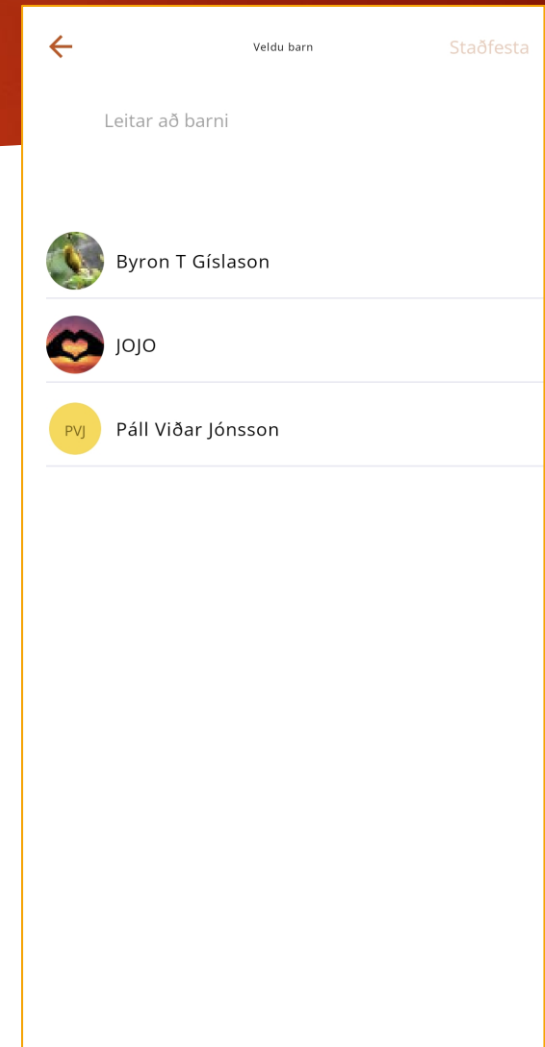 Veldu barn
Staðfesta
Leitar að barni
Byron T Gíslason
JOJO
PVJ
Páll Viðar Jónsson